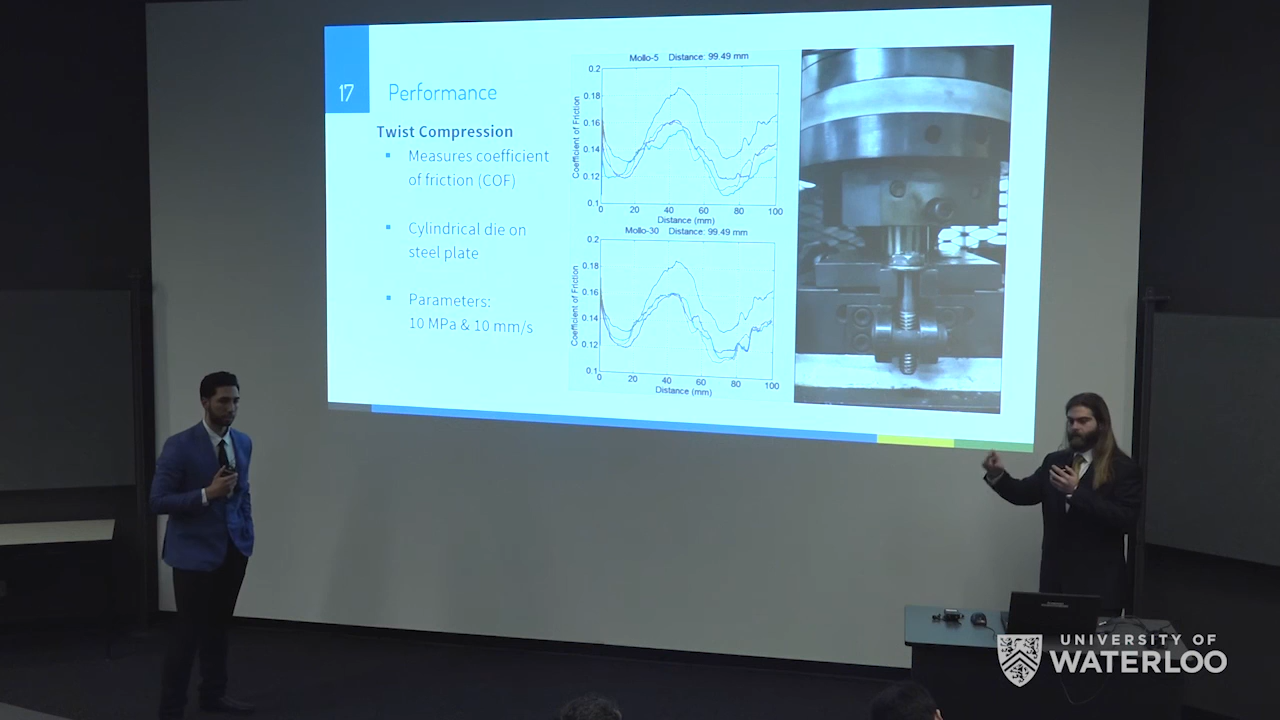 17
Performance
Twist Compression
Measures coefficient
of friction (COF)
Cylindrical die on
steel plate
Parameters:
10 MPa & 10 mm/s
Mollo-5 Distance: 99.49 mm
Coefficient of Friction
0.2
0.18
0.16
0.14
0.12
0.1
0 20 40 60 80 100
Distance (mm)
Mollo-30 Distance: 99.49 mm
Coefficient of Friction
0.2
0.18
0.16
0.14
0.12
0.1
0 20 40 60 80 100
Distance (mm)
UNIVERSITY OF
WATERLOO